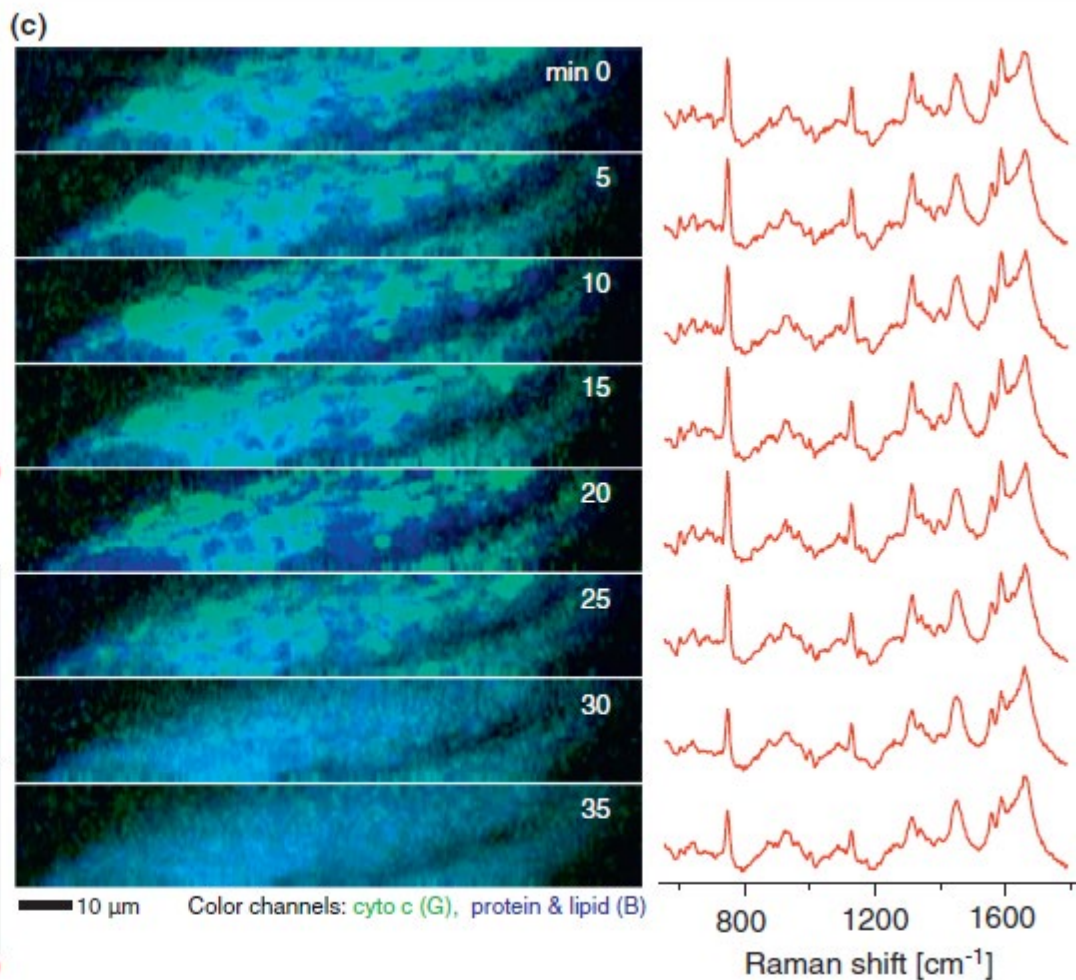 (c)
min 0
5
10
15
20
25
30
35
10 μm Color channels: cyto c (G), protein & lipid (B)
800 1200 1600
Raman shift [cm-1]